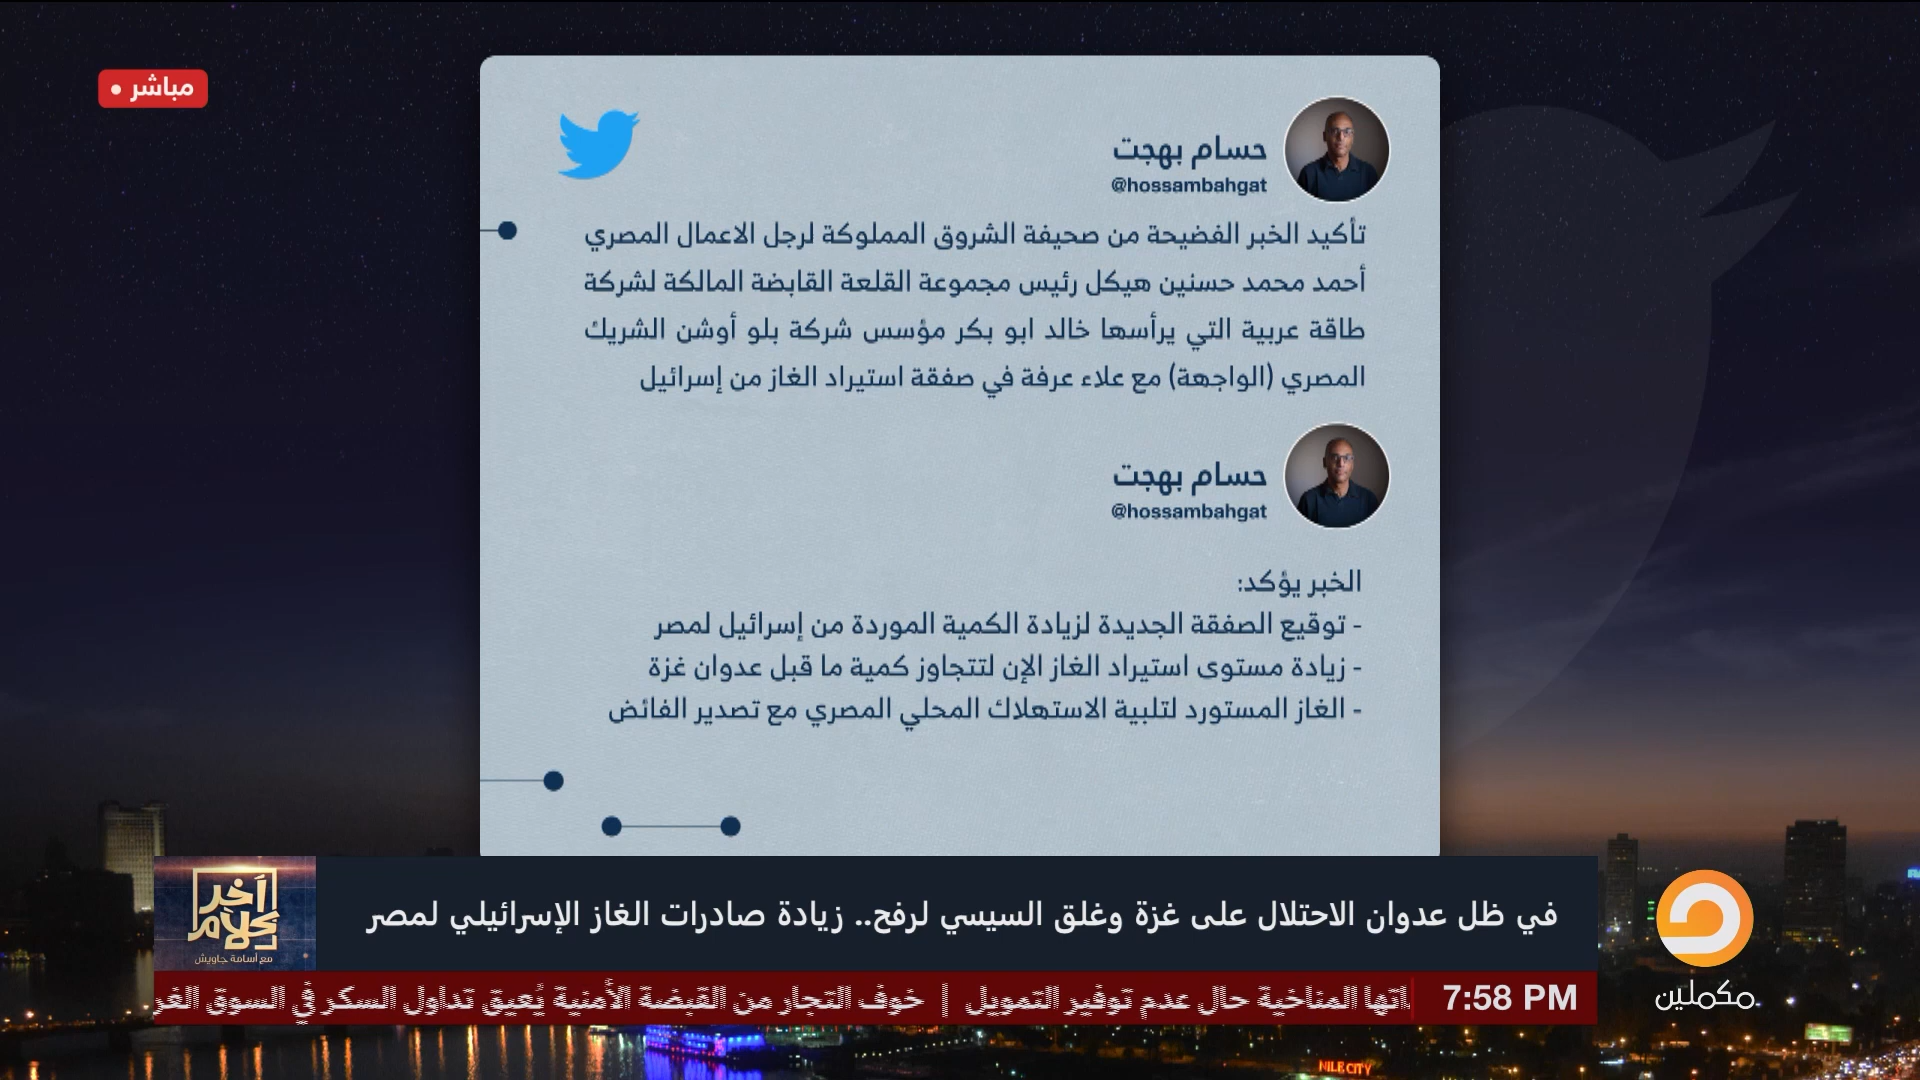 مباشر
حسام بهجت
@hossambahgat
تأكيد الخبر الفضيحة من صحيفة الشروق المملوكة لرجل الاعمال المصري
أحمد محمد حسنين هيكل رئيس مجموعة القلعة القابضة المالكة لشركة
طاقة عربية التي يرأسها خالد ابو بكر مؤسس شركة بلو أوشن الشريك
المصري (الواجهة) مع علاء عرفة في صفقة استيراد الغاز من إسرائيل
حسام بهجت
@hossambahgat
الخبر يؤكد:
- توقيع الصفقة الجديدة لزيادة الكمية الموردة من إسرائيل لمصر
- زيادة مستوى استيراد الغاز الإن لتتجاوز كمية ما قبل عدوان غزة
- الغاز المستورد لتلبية الاستهلاك المحلي المصري مع تصدير الفائض
في ظل عدوان الاحتلال على غزة وغلق السيسي لرفح.. زيادة صادرات الغاز الإسرائيلي لمصر
آخر
كلام
مع أسامة جاويش
7:58 PM
المناخية حال عدم توفير التمويل | خوف التجار من القبضة الأمنية يُعيق تداول السكر في السوق
مكملين
NILE CITY